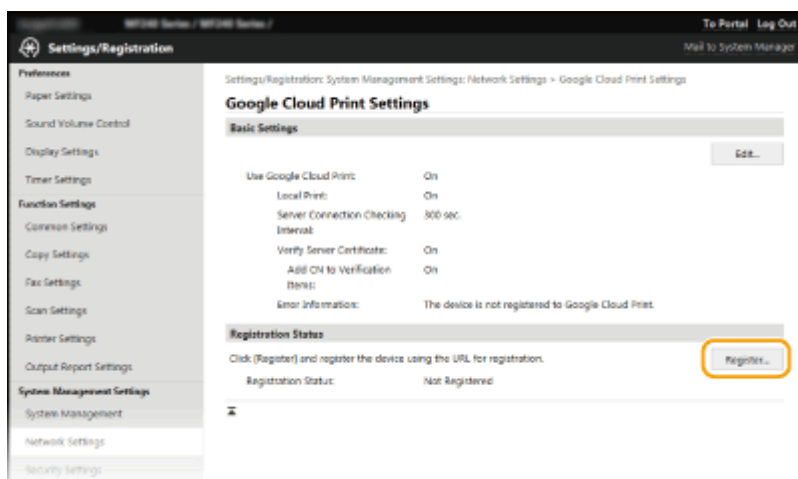 MF240 Series / MF240 Series /
To Portal Log Out
Settings/Registration
Mail to System Manager
Preferences
Paper Settings
Sound Volume Control
Display Settings
Timer Settings
Function Settings
Common Settings
Copy Settings
Fax Settings
Scan Settings
Printer Settings
Output Report Settings
System Management Settings
System Management
Network Settings
Security Settings
Settings/Registration: System Management Settings: Network Settings > Google Cloud Print Settings
Google Cloud Print Settings
Basic Settings
Edit...
Use Google Cloud Print: On
Local Print: On
Server Connection Checking 300 sec.
Interval:
Verify Server Certificate: On
Add CN to Verification On
Items:
Error Information: The device is not registered to Google Cloud Print.
Registration Status
Click [Register] and register the device using the URL for registration.
Register...
Registration Status: Not Registered